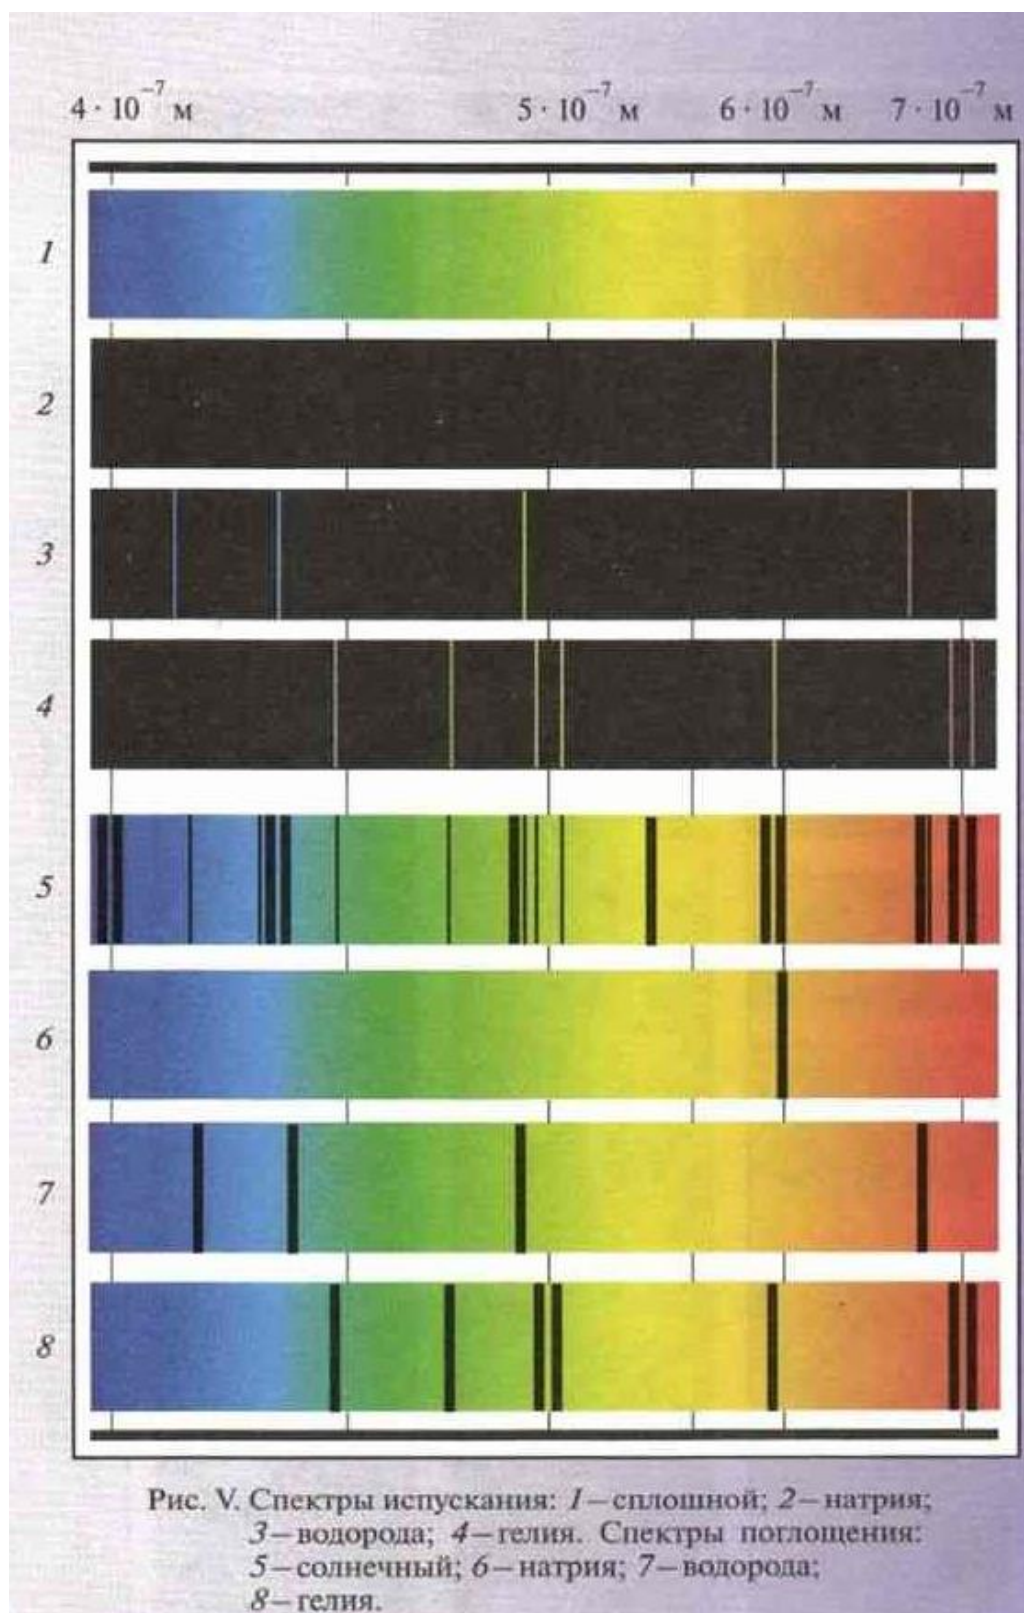 4 · 10⁻⁷ м 5 · 10⁻⁷ м 6 · 10⁻⁷ м 7 · 10⁻⁷ м
1
2
3
4
5
6
7
8
Рис. V. Спектры испускания: 1—сплошной; 2—натрия;
3—водорода; 4—гелия. Спектры поглощения:
5—солнечный; 6—натрия; 7—водорода;
8—гелия.